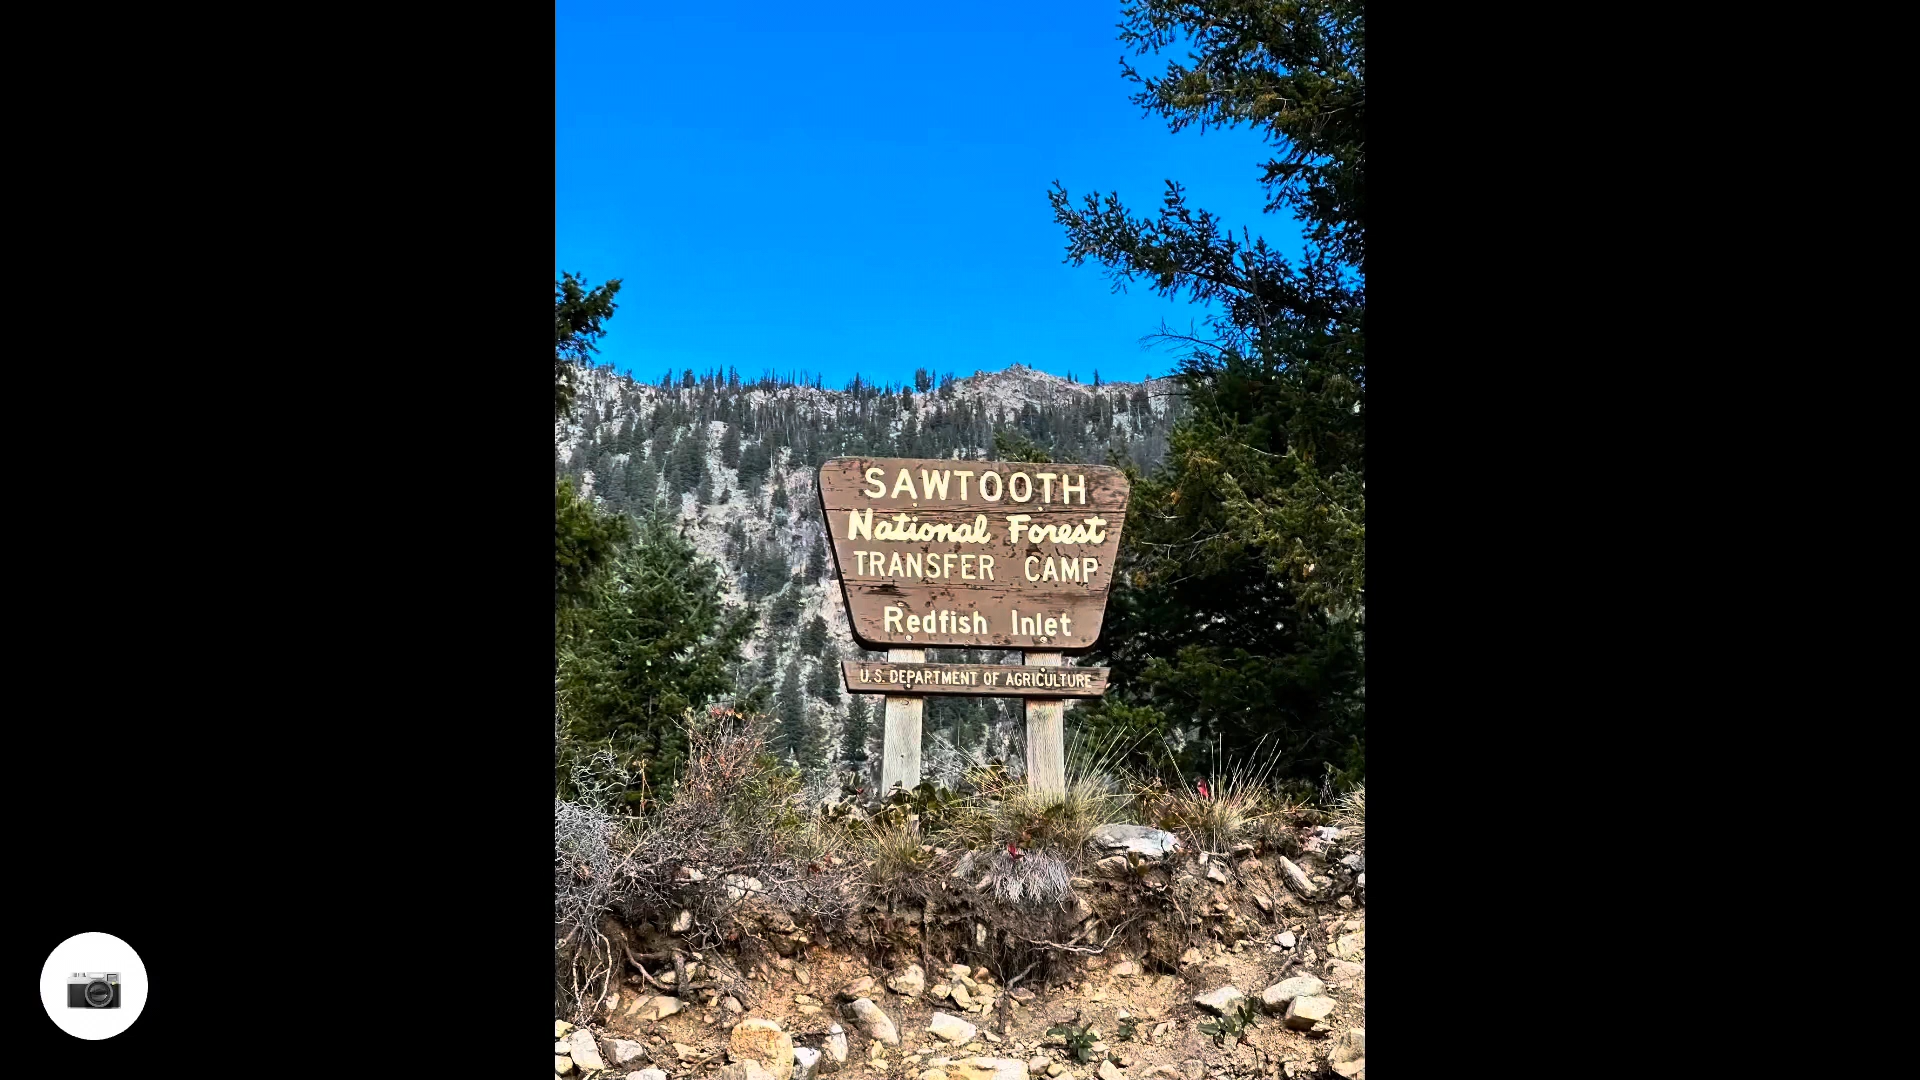 SAWTOOTH
National Forest
TRANSFER CAMP
Redfish Inlet
U.S. DEPARTMENT OF AGRICULTURE